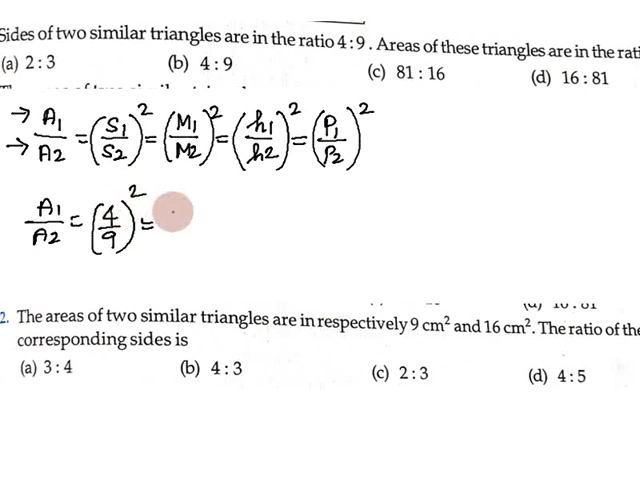 Sides of two similar triangles are in the ratio 4 : 9 . Areas of these triangles are in the
(a) 2 : 3 (b) 4 : 9 (c) 81 : 16 (d) 16 : 81
→ A1 / → A2 = (S1/S2)² = (M1/M2)² = (h1/h2)² = (P1/P2)²
A1/A2 = (4/9)² =
2. The areas of two similar triangles are in respectively 9 cm² and 16 cm². The ratio of
corresponding sides is
(a) 3 : 4 (b) 4 : 3 (c) 2 : 3 (d) 4 : 5